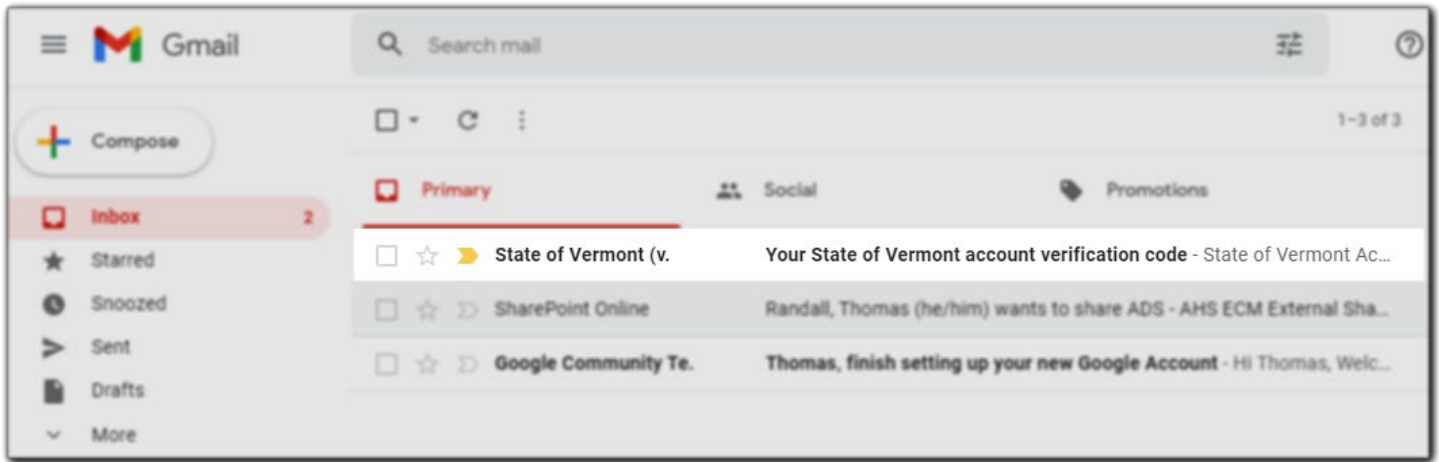 Gmail Search mail
Compose 1–3 of 3
Primary Social Promotions
Inbox 2
State of Vermont (v. Your State of Vermont account verification code - State of Vermont Ac...
Starred
Snoozed SharePoint Online Randall, Thomas (he/him) wants to share ADS - AHS ECM External Sha...
Sent
Google Community Te. Thomas, finish setting up your new Google Account - Hi Thomas, Welc...
Drafts
More